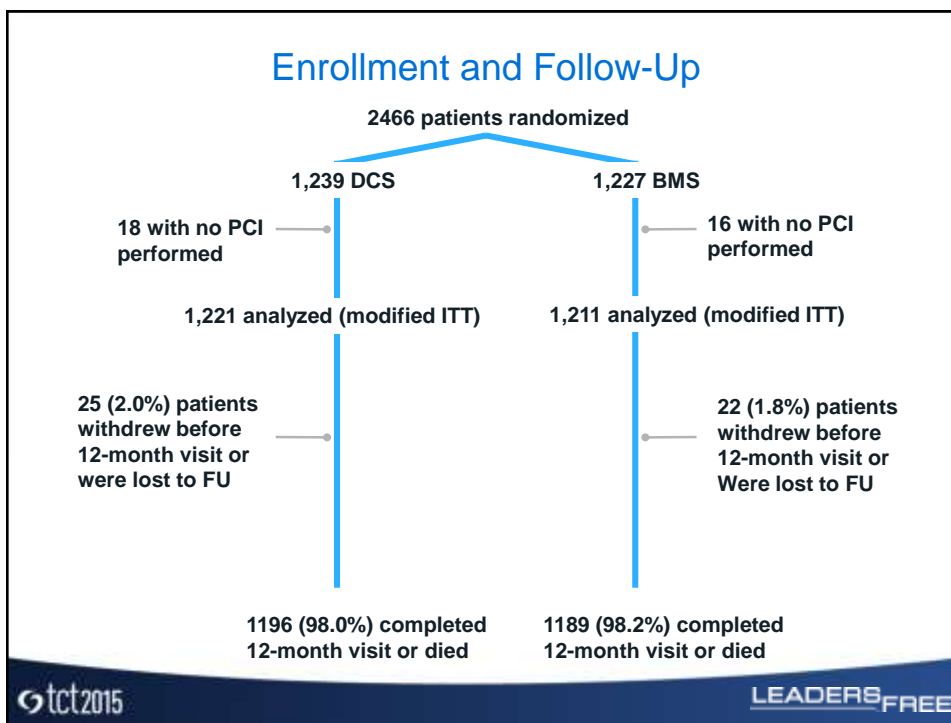 Enrollment and Follow-Up
2466 patients randomized
1,239 DCS
1,227 BMS
18 with no PCI
performed
16 with no PCI
performed
1,221 analyzed (modified ITT)
1,211 analyzed (modified ITT)
25 (2.0%) patients
withdrew before
12-month visit or
were lost to FU
22 (1.8%) patients
withdrew before
12-month visit or
Were lost to FU
1196 (98.0%) completed
12-month visit or died
1189 (98.2%) completed
12-month visit or died
tct2015
LEADERS FREE